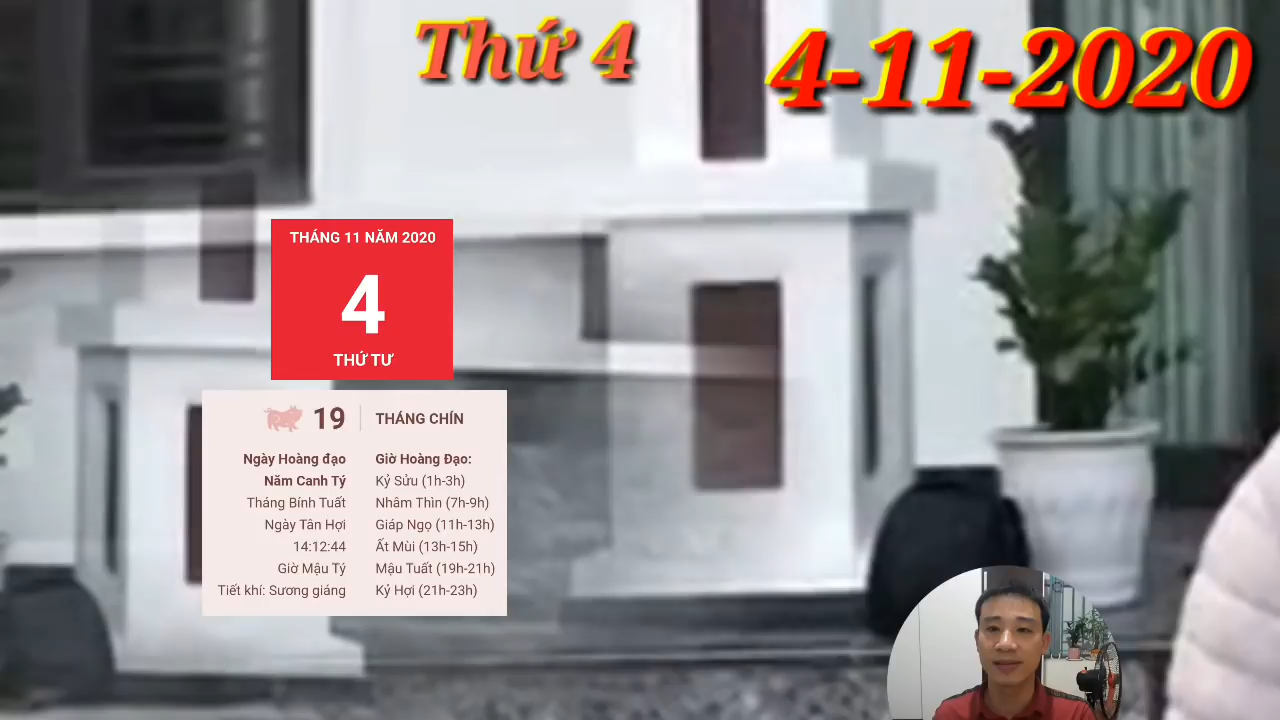 Thứ 4
4-11-2020
THÁNG 11 NĂM 2020
4
THỨ TƯ
19
THÁNG CHÍN
Ngày Hoàng đạo
Năm Canh Tý
Tháng Bính Tuất
Ngày Tân Hợi
14:12:44
Giờ Mậu Tý
Tiết khí: Sương giáng
Giờ Hoàng Đạo:
Kỷ Sửu (1h-3h)
Nhâm Thìn (7h-9h)
Giáp Ngọ (11h-13h)
Ất Mùi (13h-15h)
Mậu Tuất (19h-21h)
Kỷ Hợi (21h-23h)